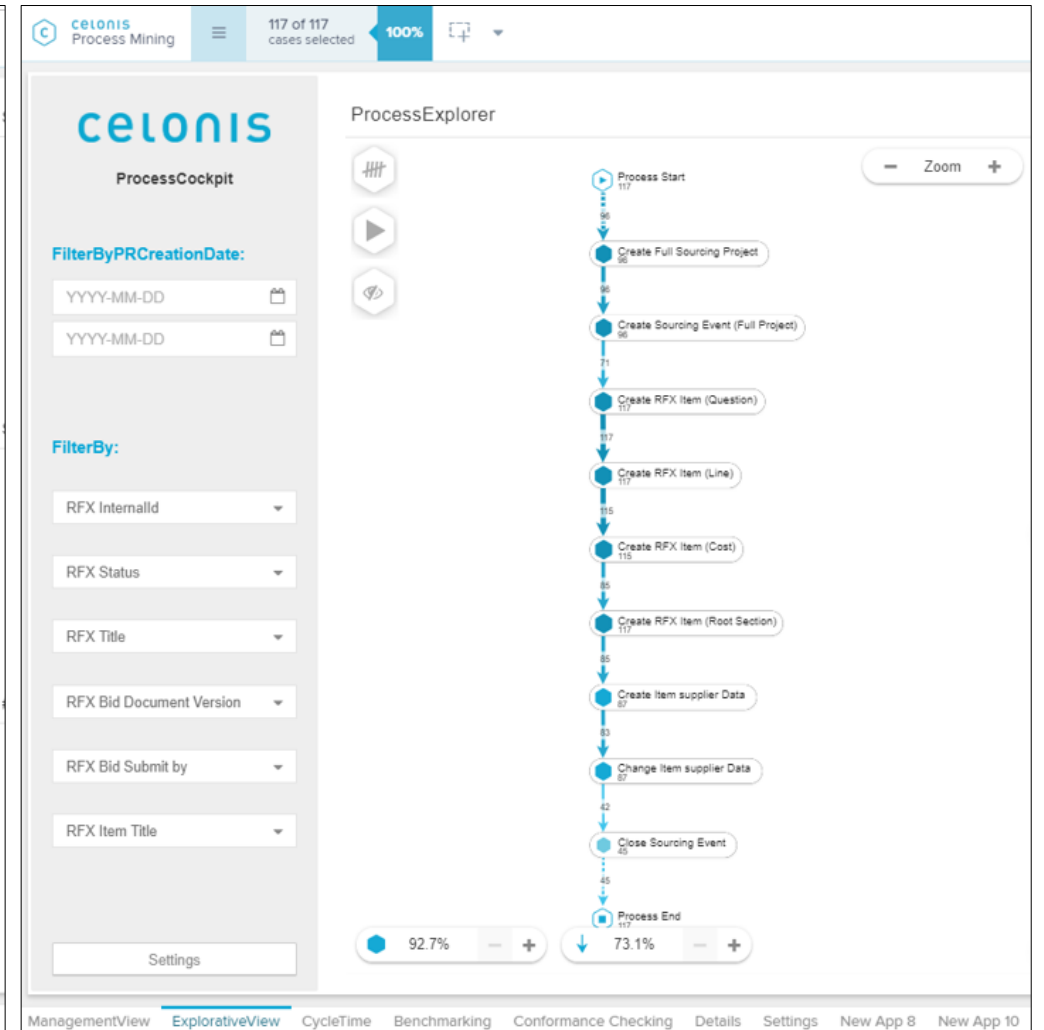 celonis
Process Mining
117 of 117
cases selected
100%
celonis
ProcessCockpit
FilterByPRCreationDate:
YYYY-MM-DD
YYYY-MM-DD
FilterBy:
RFX InternalId
RFX Status
RFX Title
RFX Bid Document Version
RFX Bid Submit by
RFX Item Title
Settings
ProcessExplorer
Zoom
Process Start
117
96
Create Full Sourcing Project
96
96
Create Sourcing Event (Full Project)
96
71
Create RFX Item (Question)
117
117
Create RFX Item (Line)
117
115
Create RFX Item (Cost)
115
85
Create RFX Item (Root Section)
117
85
Create Item supplier Data
87
83
Change Item supplier Data
87
42
Close Sourcing Event
45
45
Process End
117
92.7%
73.1%
ManagementView ExplorativeView CycleTime Benchmarking Conformance Checking Details Settings New App 8 New App 10